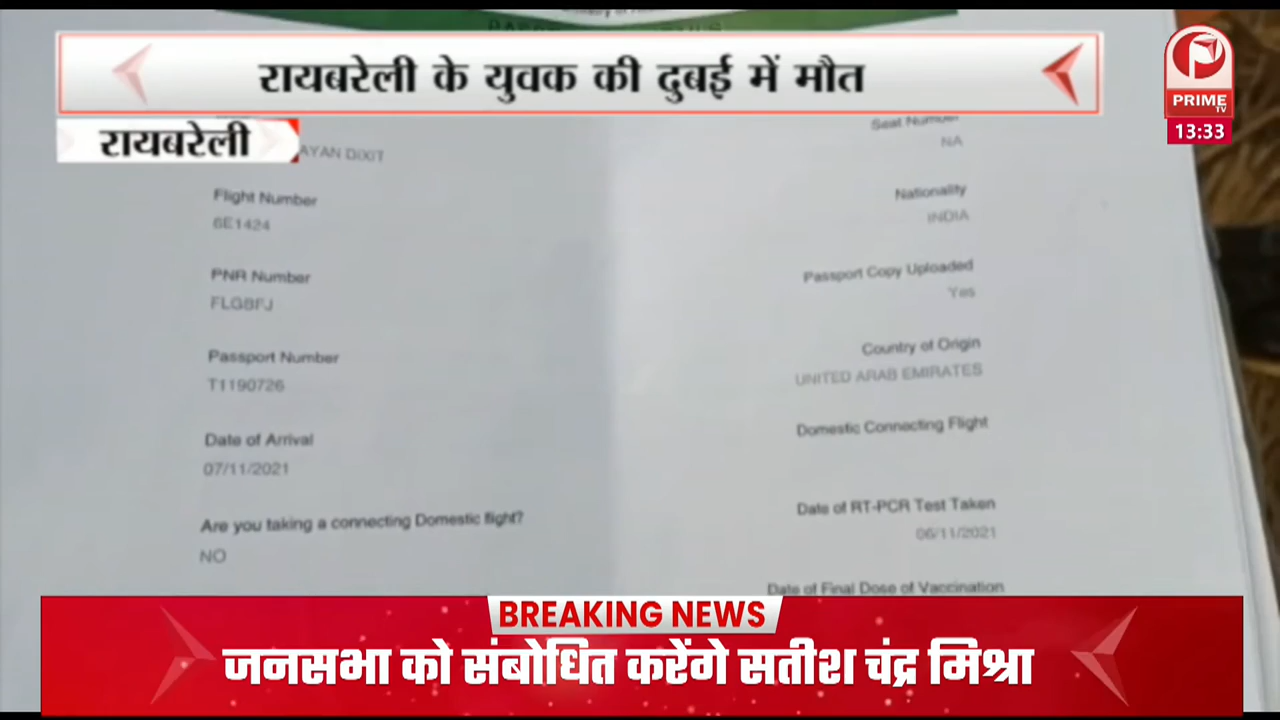 रायबरेली के युवक की दुबई में मौत
PRIME
TV
13:33
रायबरेली
AYAN DIXIT
Seat Number
NA
Flight Number
6E1424
Nationality
INDIA
PNR Number
FLGBFJ
Passport Copy Uploaded
Yes
Passport Number
T1190726
Country of Origin
UNITED ARAB EMIRATES
Date of Arrival
07/11/2021
Domestic Connecting Flight
Are you taking a connecting Domestic flight?
NO
Date of RT-PCR Test Taken
06/11/2021
Date of Final Dose of Vaccination
BREAKING NEWS
जनसभा को संबोधित करेंगे सतीश चंद्र मिश्रा